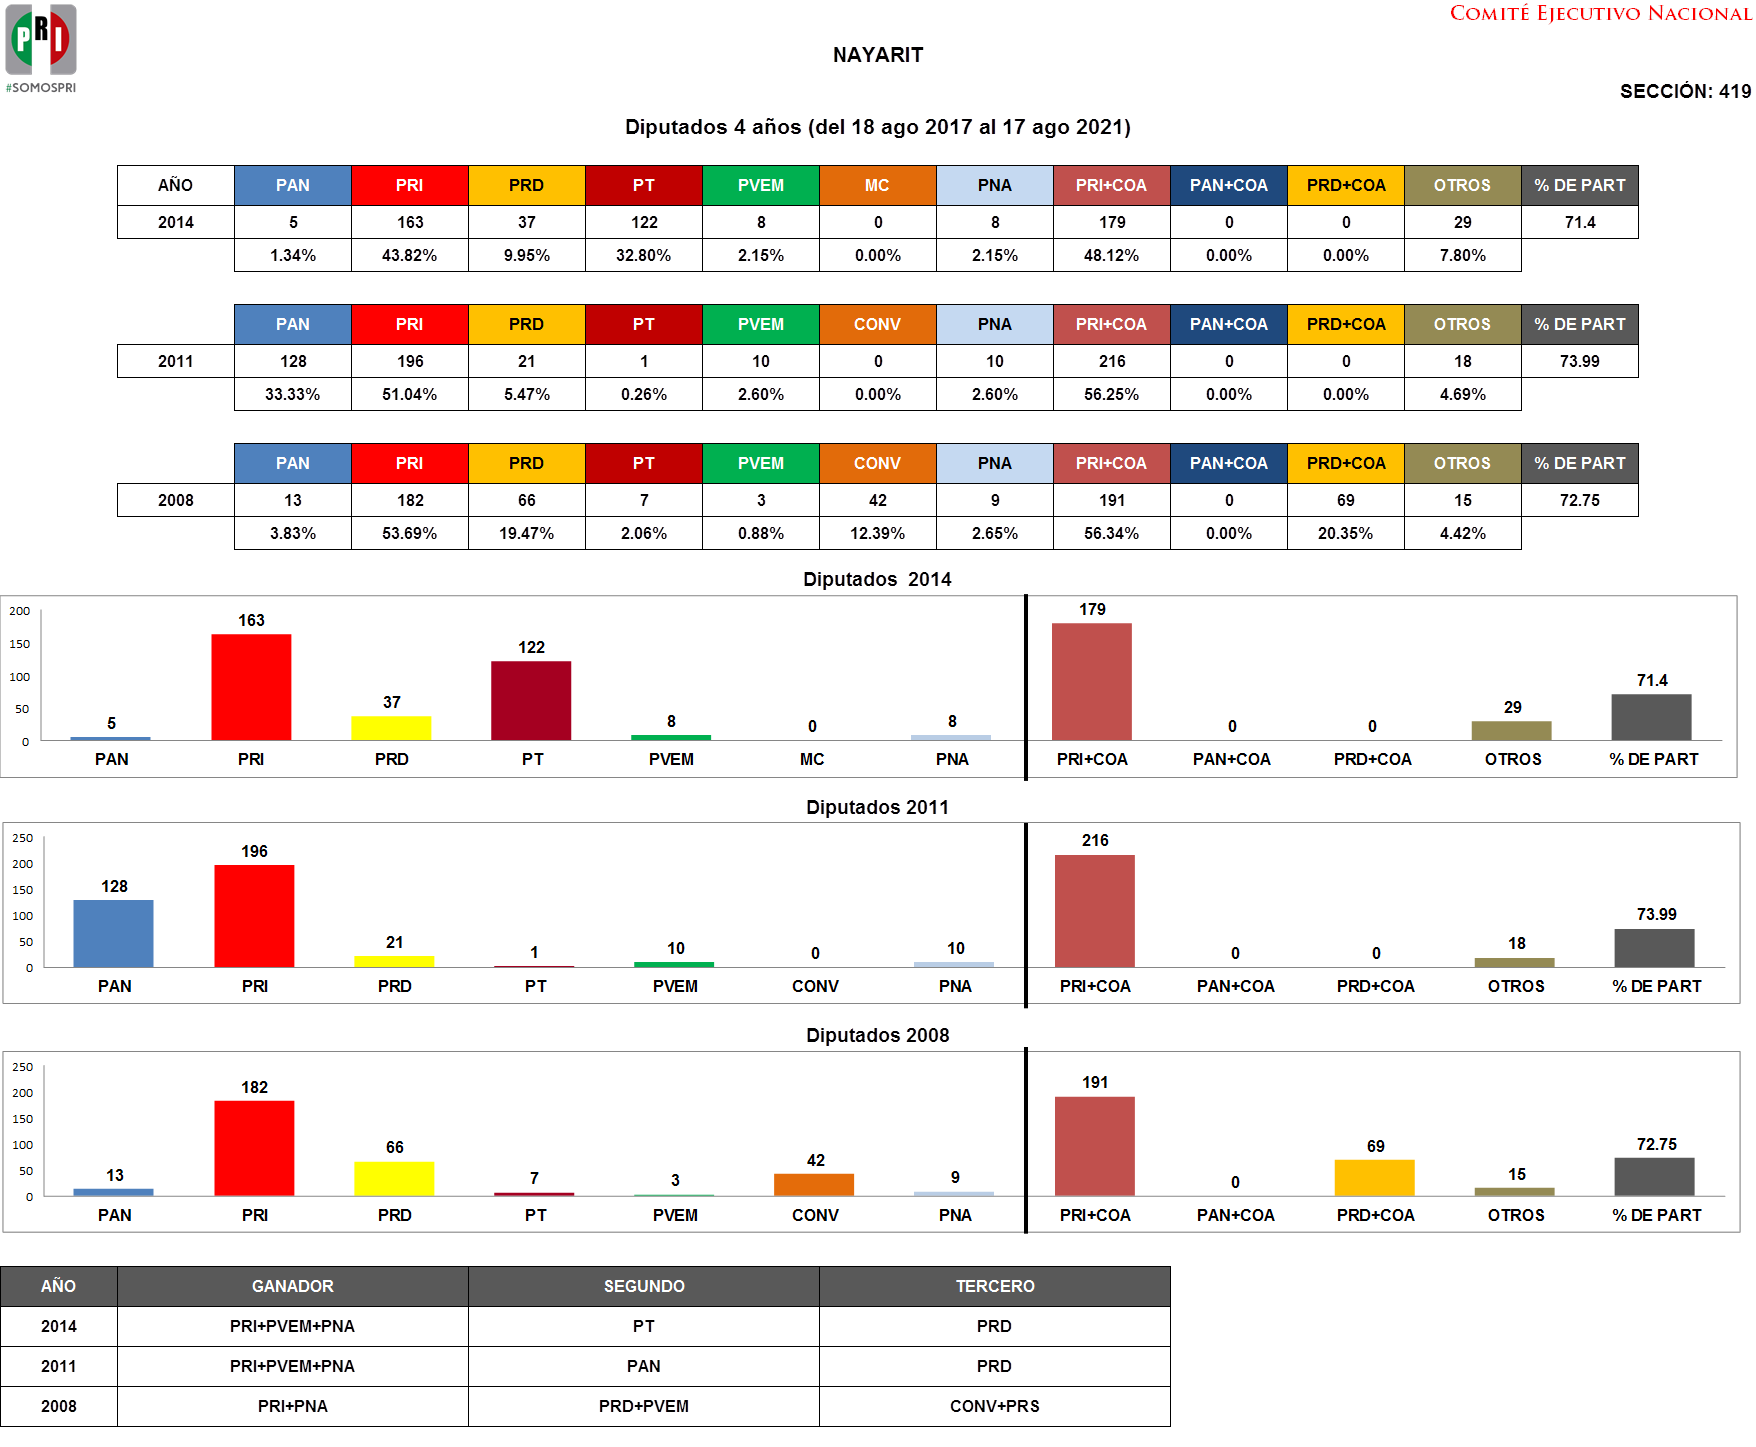 PRI
#SOMOSPRI
COMITÉ EJECUTIVO NACIONAL
NAYARIT
SECCIÓN: 419
Diputados 4 años (del 18 ago 2017 al 17 ago 2021)
AÑO PAN PRI PRD PT PVEM MC PNA PRI+COA PAN+COA PRD+COA OTROS % DE PART
2014 5 163 37 122 8 0 8 179 0 0 29 71.4
1.34% 43.82% 9.95% 32.80% 2.15% 0.00% 2.15% 48.12% 0.00% 0.00% 7.80%
PAN PRI PRD PT PVEM CONV PNA PRI+COA PAN+COA PRD+COA OTROS % DE PART
2011 128 196 21 1 10 0 10 216 0 0 18 73.99
33.33% 51.04% 5.47% 0.26% 2.60% 0.00% 2.60% 56.25% 0.00% 0.00% 4.69%
PAN PRI PRD PT PVEM CONV PNA PRI+COA PAN+COA PRD+COA OTROS % DE PART
2008 13 182 66 7 3 42 9 191 0 69 15 72.75
3.83% 53.69% 19.47% 2.06% 0.88% 12.39% 2.65% 56.34% 0.00% 20.35% 4.42%
Diputados 2014
200
150
100
50
0
5 163 37 122 8 0 8 179 0 0 29 71.4
PAN PRI PRD PT PVEM MC PNA PRI+COA PAN+COA PRD+COA OTROS % DE PART
Diputados 2011
250
200
150
100
50
0
128 196 21 1 10 0 10 216 0 0 18 73.99
PAN PRI PRD PT PVEM CONV PNA PRI+COA PAN+COA PRD+COA OTROS % DE PART
Diputados 2008
250
200
150
100
50
0
13 182 66 7 3 42 9 191 0 69 15 72.75
PAN PRI PRD PT PVEM CONV PNA PRI+COA PAN+COA PRD+COA OTROS % DE PART
AÑO GANADOR SEGUNDO TERCERO
2014 PRI+PVEM+PNA PT PRD
2011 PRI+PVEM+PNA PAN PRD
2008 PRI+PNA PRD+PVEM CONV+PRS